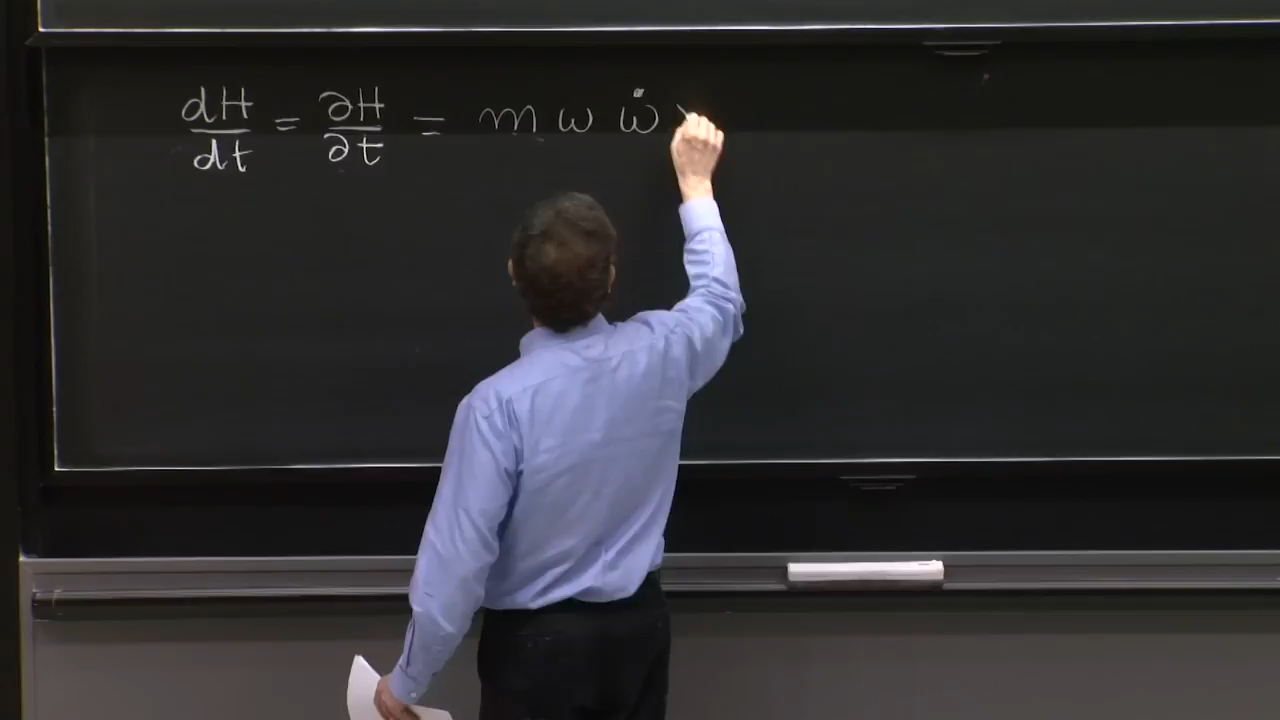 dH/dt = ∂H/∂t = m ω ω̇